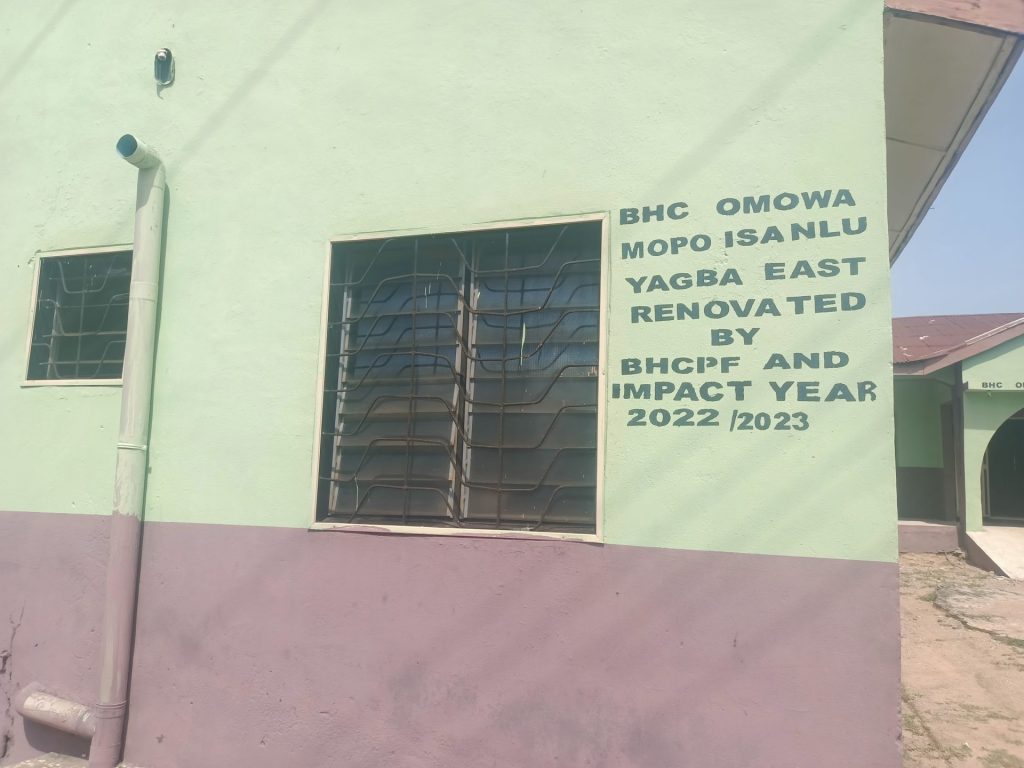 BHC OMOWA
MOPO ISANLU
YAGBA EAST
RENOVATED
BY
BHCPF AND
IMPACT YEAR
2022/2023
BHC